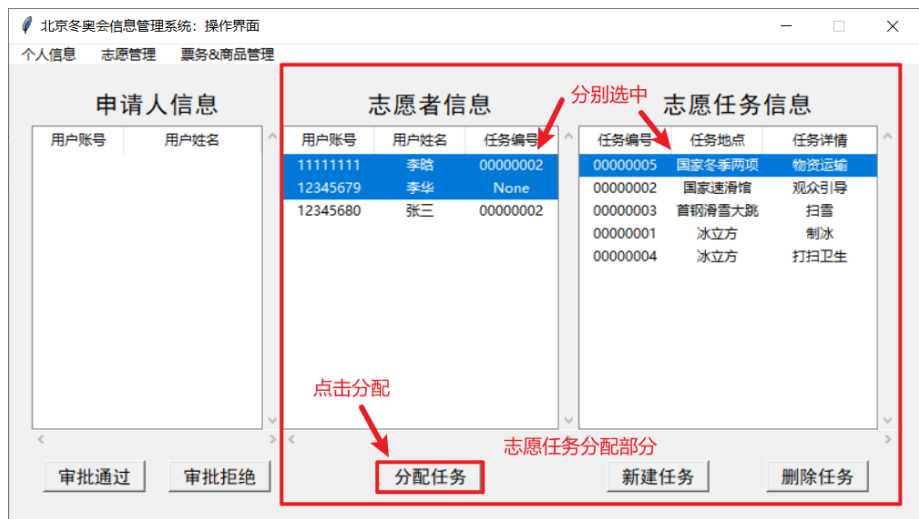 北京冬奥会信息管理系统：操作界面
个人信息 志愿管理 票务&商品管理
申请人信息 志愿者信息 分别选中 志愿任务信息
用户账号 用户姓名 用户账号 用户姓名 任务编号 任务编号 任务地点 任务详情
11111111 李晗 00000002 00000005 国家冬季两项 物资运输
12345679 李华 None 00000002 国家速滑馆 观众引导
12345680 张三 00000002 00000003 首钢滑雪大跳 扫雪
00000001 冰立方 制冰
00000004 冰立方 打扫卫生
点击分配
志愿任务分配部分
审批通过 审批拒绝 分配任务 新建任务 删除任务